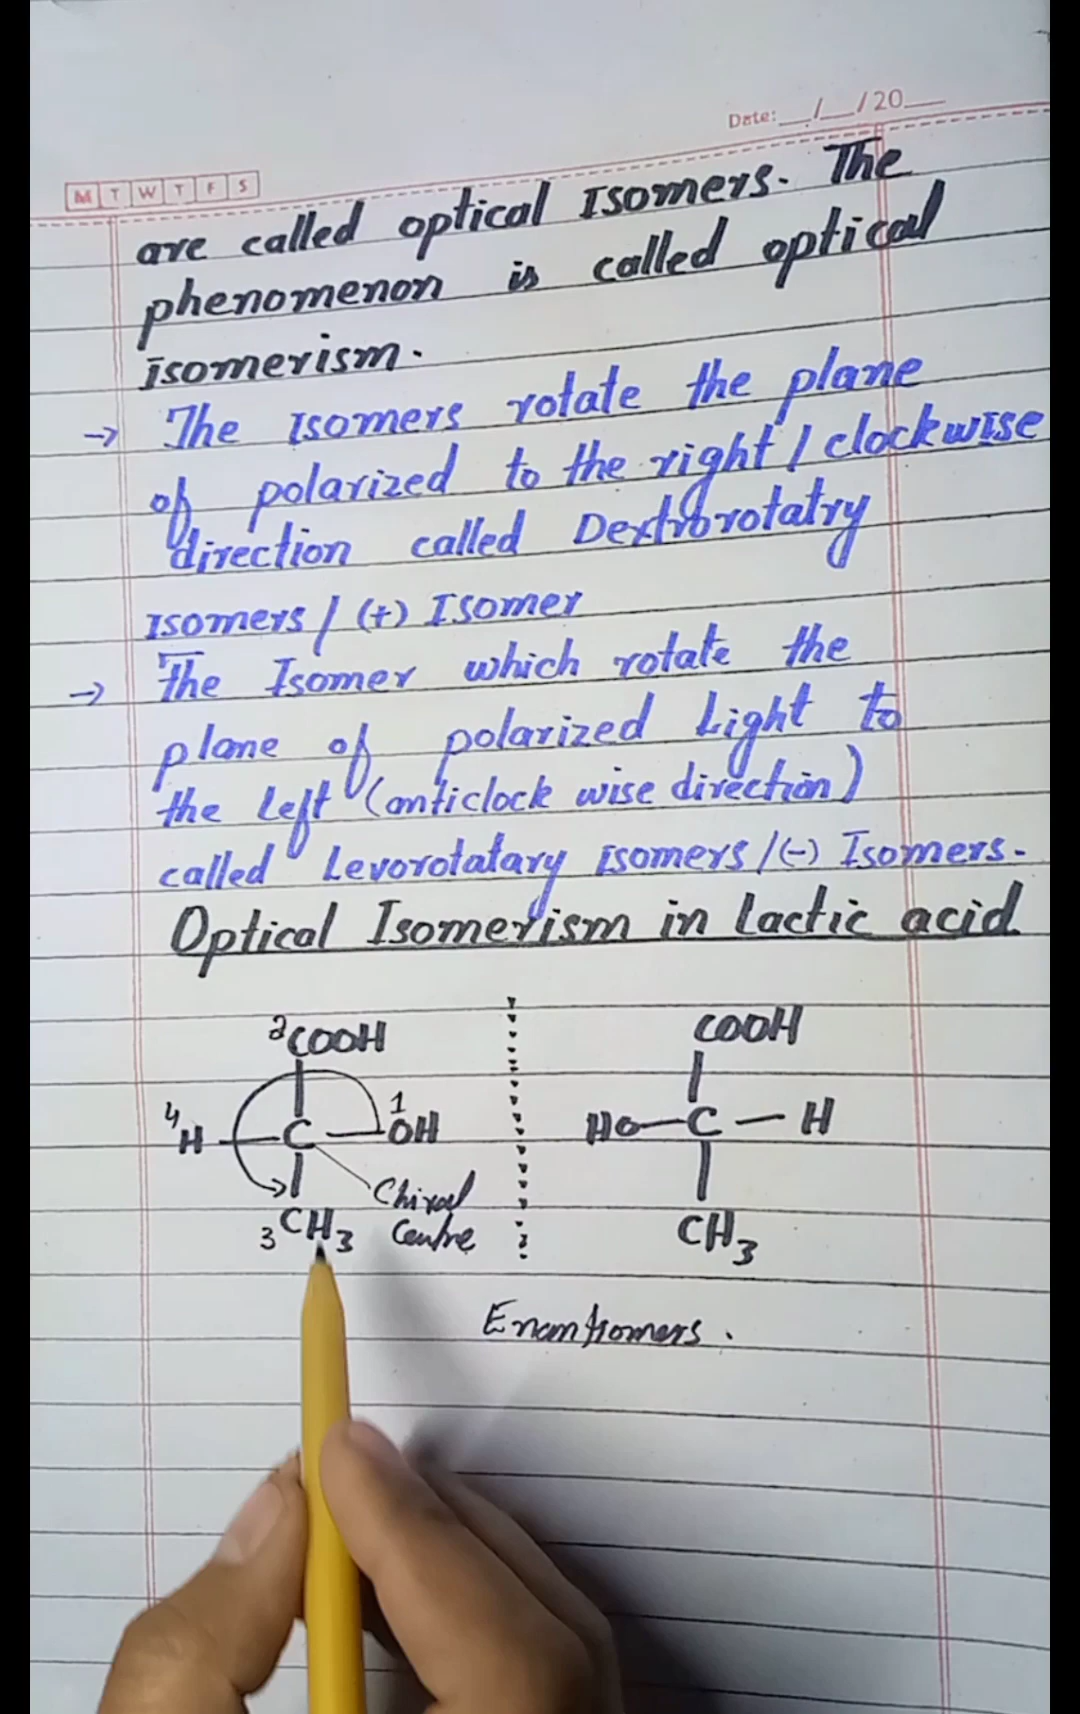 Date:__/__/20__
M T W T F S
are called optical Isomers. The
phenomenon is called optical
isomerism.
→ The Isomers rotate the plane
of polarized to the right / clockwise
direction called Dextrorotatry
Isomers / (+) Isomer
→ The Isomer which rotate the
plane of polarized Light to
the left (anticlock wise direction)
called Levorotatary isomers /(-) Isomers.
Optical Isomerism in lactic acid
2COOH COOH
4H C 1OH HO-C-H
Chiral
3CH3 Centre CH3
Enantiomers.